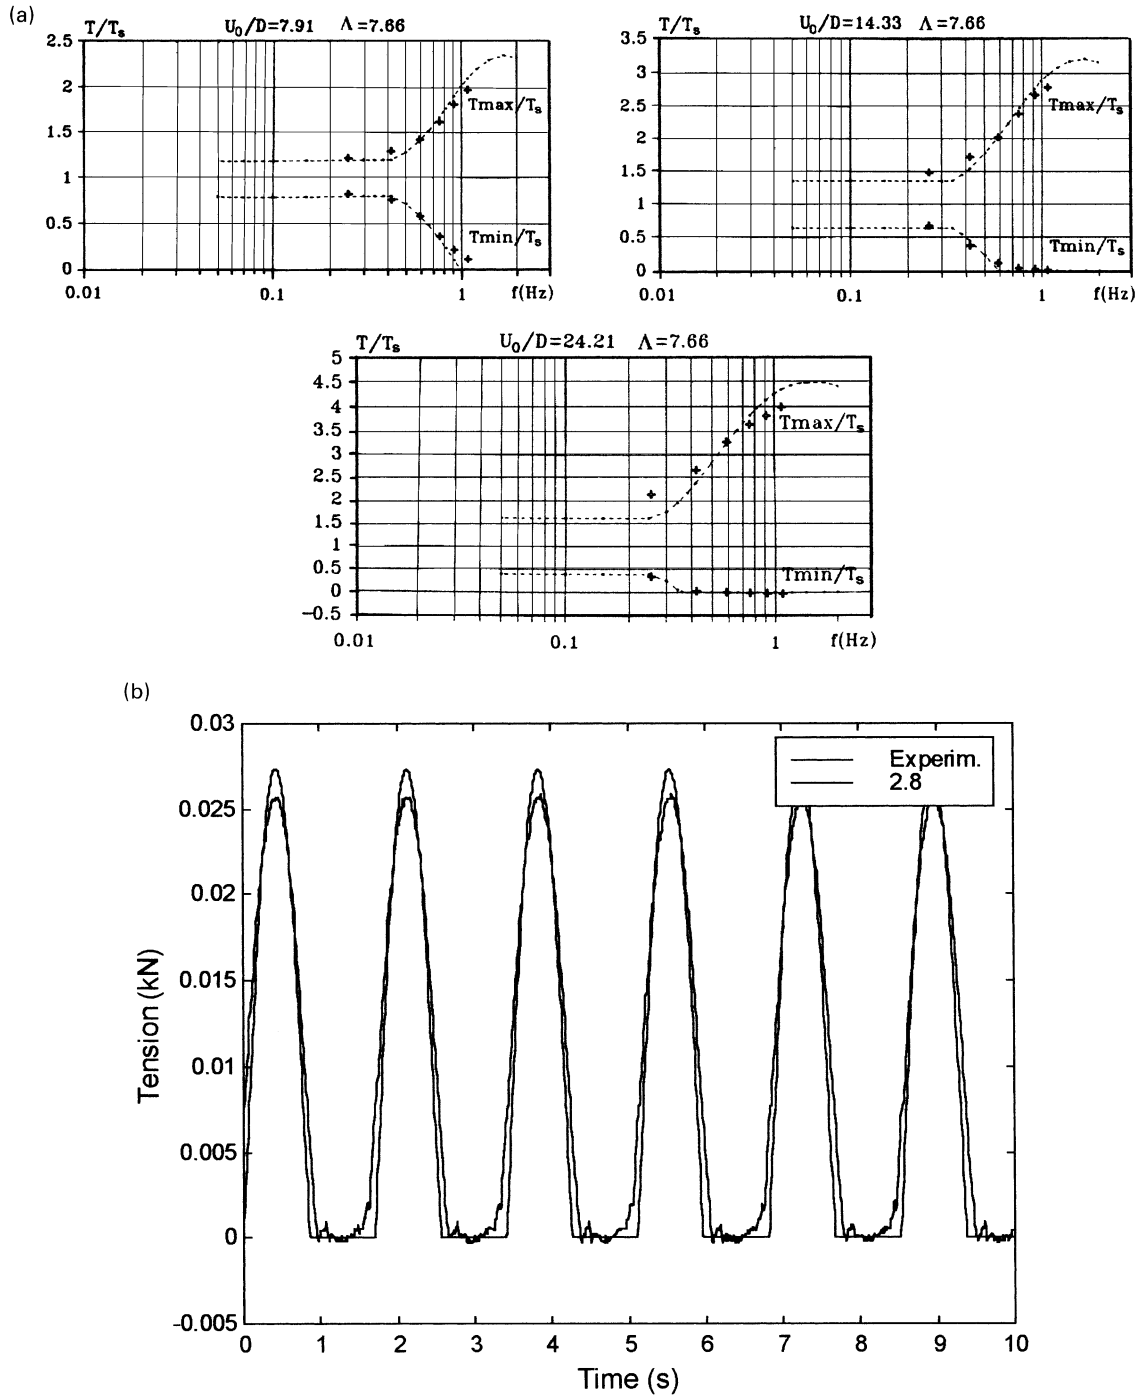 (a)
U₀/D=7.91 Λ=7.66
T/Tₛ
2.5
2
1.5
1
0.5
0
Tmax/Tₛ
Tmin/Tₛ
0.01
0.1
1
f(Hz)
U₀/D=14.33 Λ=7.66
T/Tₛ
3.5
3
2.5
2
1.5
1
0.5
0
Tmax/Tₛ
Tmin/Tₛ
0.01
0.1
1
f(Hz)
U₀/D=24.21 Λ=7.66
T/Tₛ
5
4.5
4
3.5
3
2.5
2
1.5
1
0.5
0
−0.5
Tmax/Tₛ
Tmin/Tₛ
0.01
0.1
1
f(Hz)
(b)
0.03
0.025
0.02
0.015
0.01
0.005
0
-0.005
Tension (kN)
Experim.
2.8
0 1 2 3 4 5 6 7 8 9 10
Time (s)